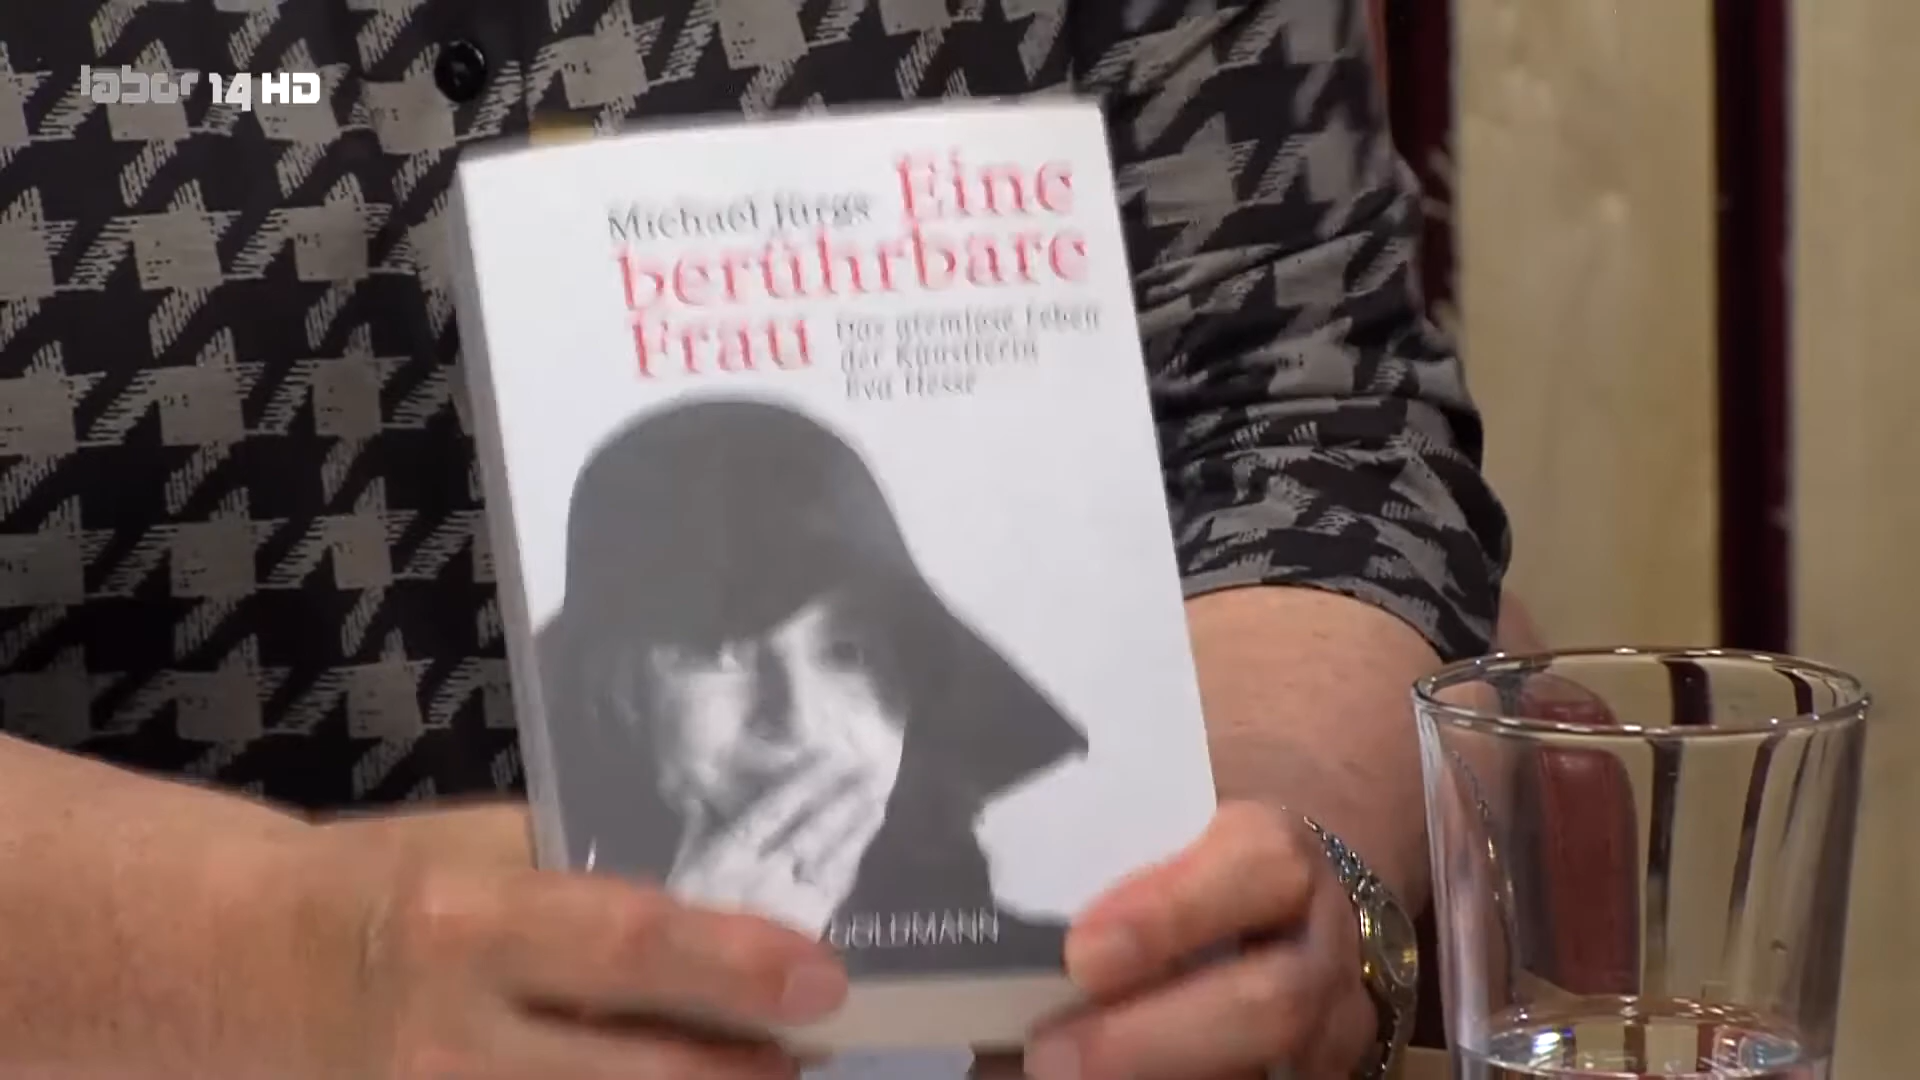 labor 14 HD
Michael Jürgs Eine
berührbare
Frau Das atemlose Leben
der Künstlerin
Eva Hesse
GOLDMANN